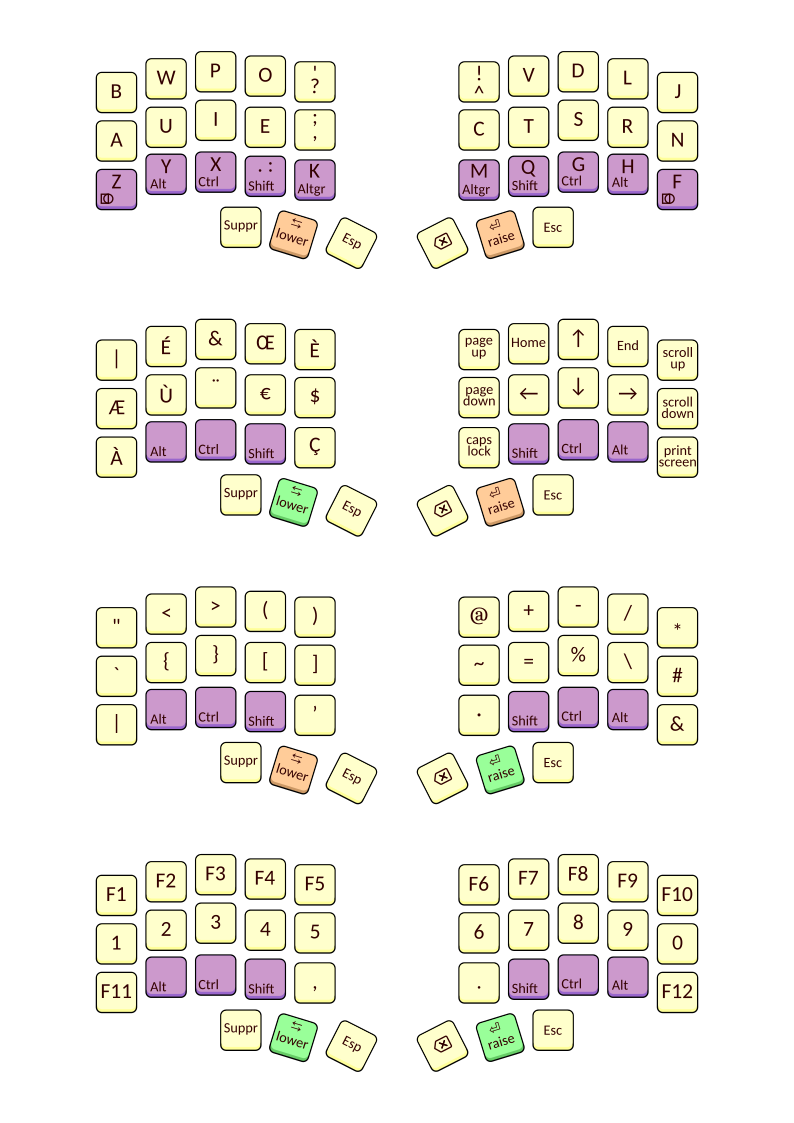 B W P O ' ! V D L J
? ^
A U I E ; C T S R N
,
Z Y X . : K M Q G H F
Alt Ctrl Shift Altgr Altgr Shift Ctrl Alt
Suppr ⇆ Esp ⌫ ⏎ Esc
lower raise
| É & Œ È page up Home ↑ End scroll up
Æ Ù ¨ € $ page down ← ↓ → scroll down
À Alt Ctrl Shift Ç caps lock Shift Ctrl Alt print screen
Suppr ⇆ Esp ⌫ ⏎ Esc
lower raise
" < > ( ) @ + - / *
` { } [ ] ~ = % \ #
| Alt Ctrl Shift ’ · Shift Ctrl Alt &
Suppr ⇆ Esp ⌫ ⏎ Esc
lower raise
F1 F2 F3 F4 F5 F6 F7 F8 F9 F10
1 2 3 4 5 6 7 8 9 0
F11 Alt Ctrl Shift , . Shift Ctrl Alt F12
Suppr ⇆ Esp ⌫ ⏎ Esc
lower raise